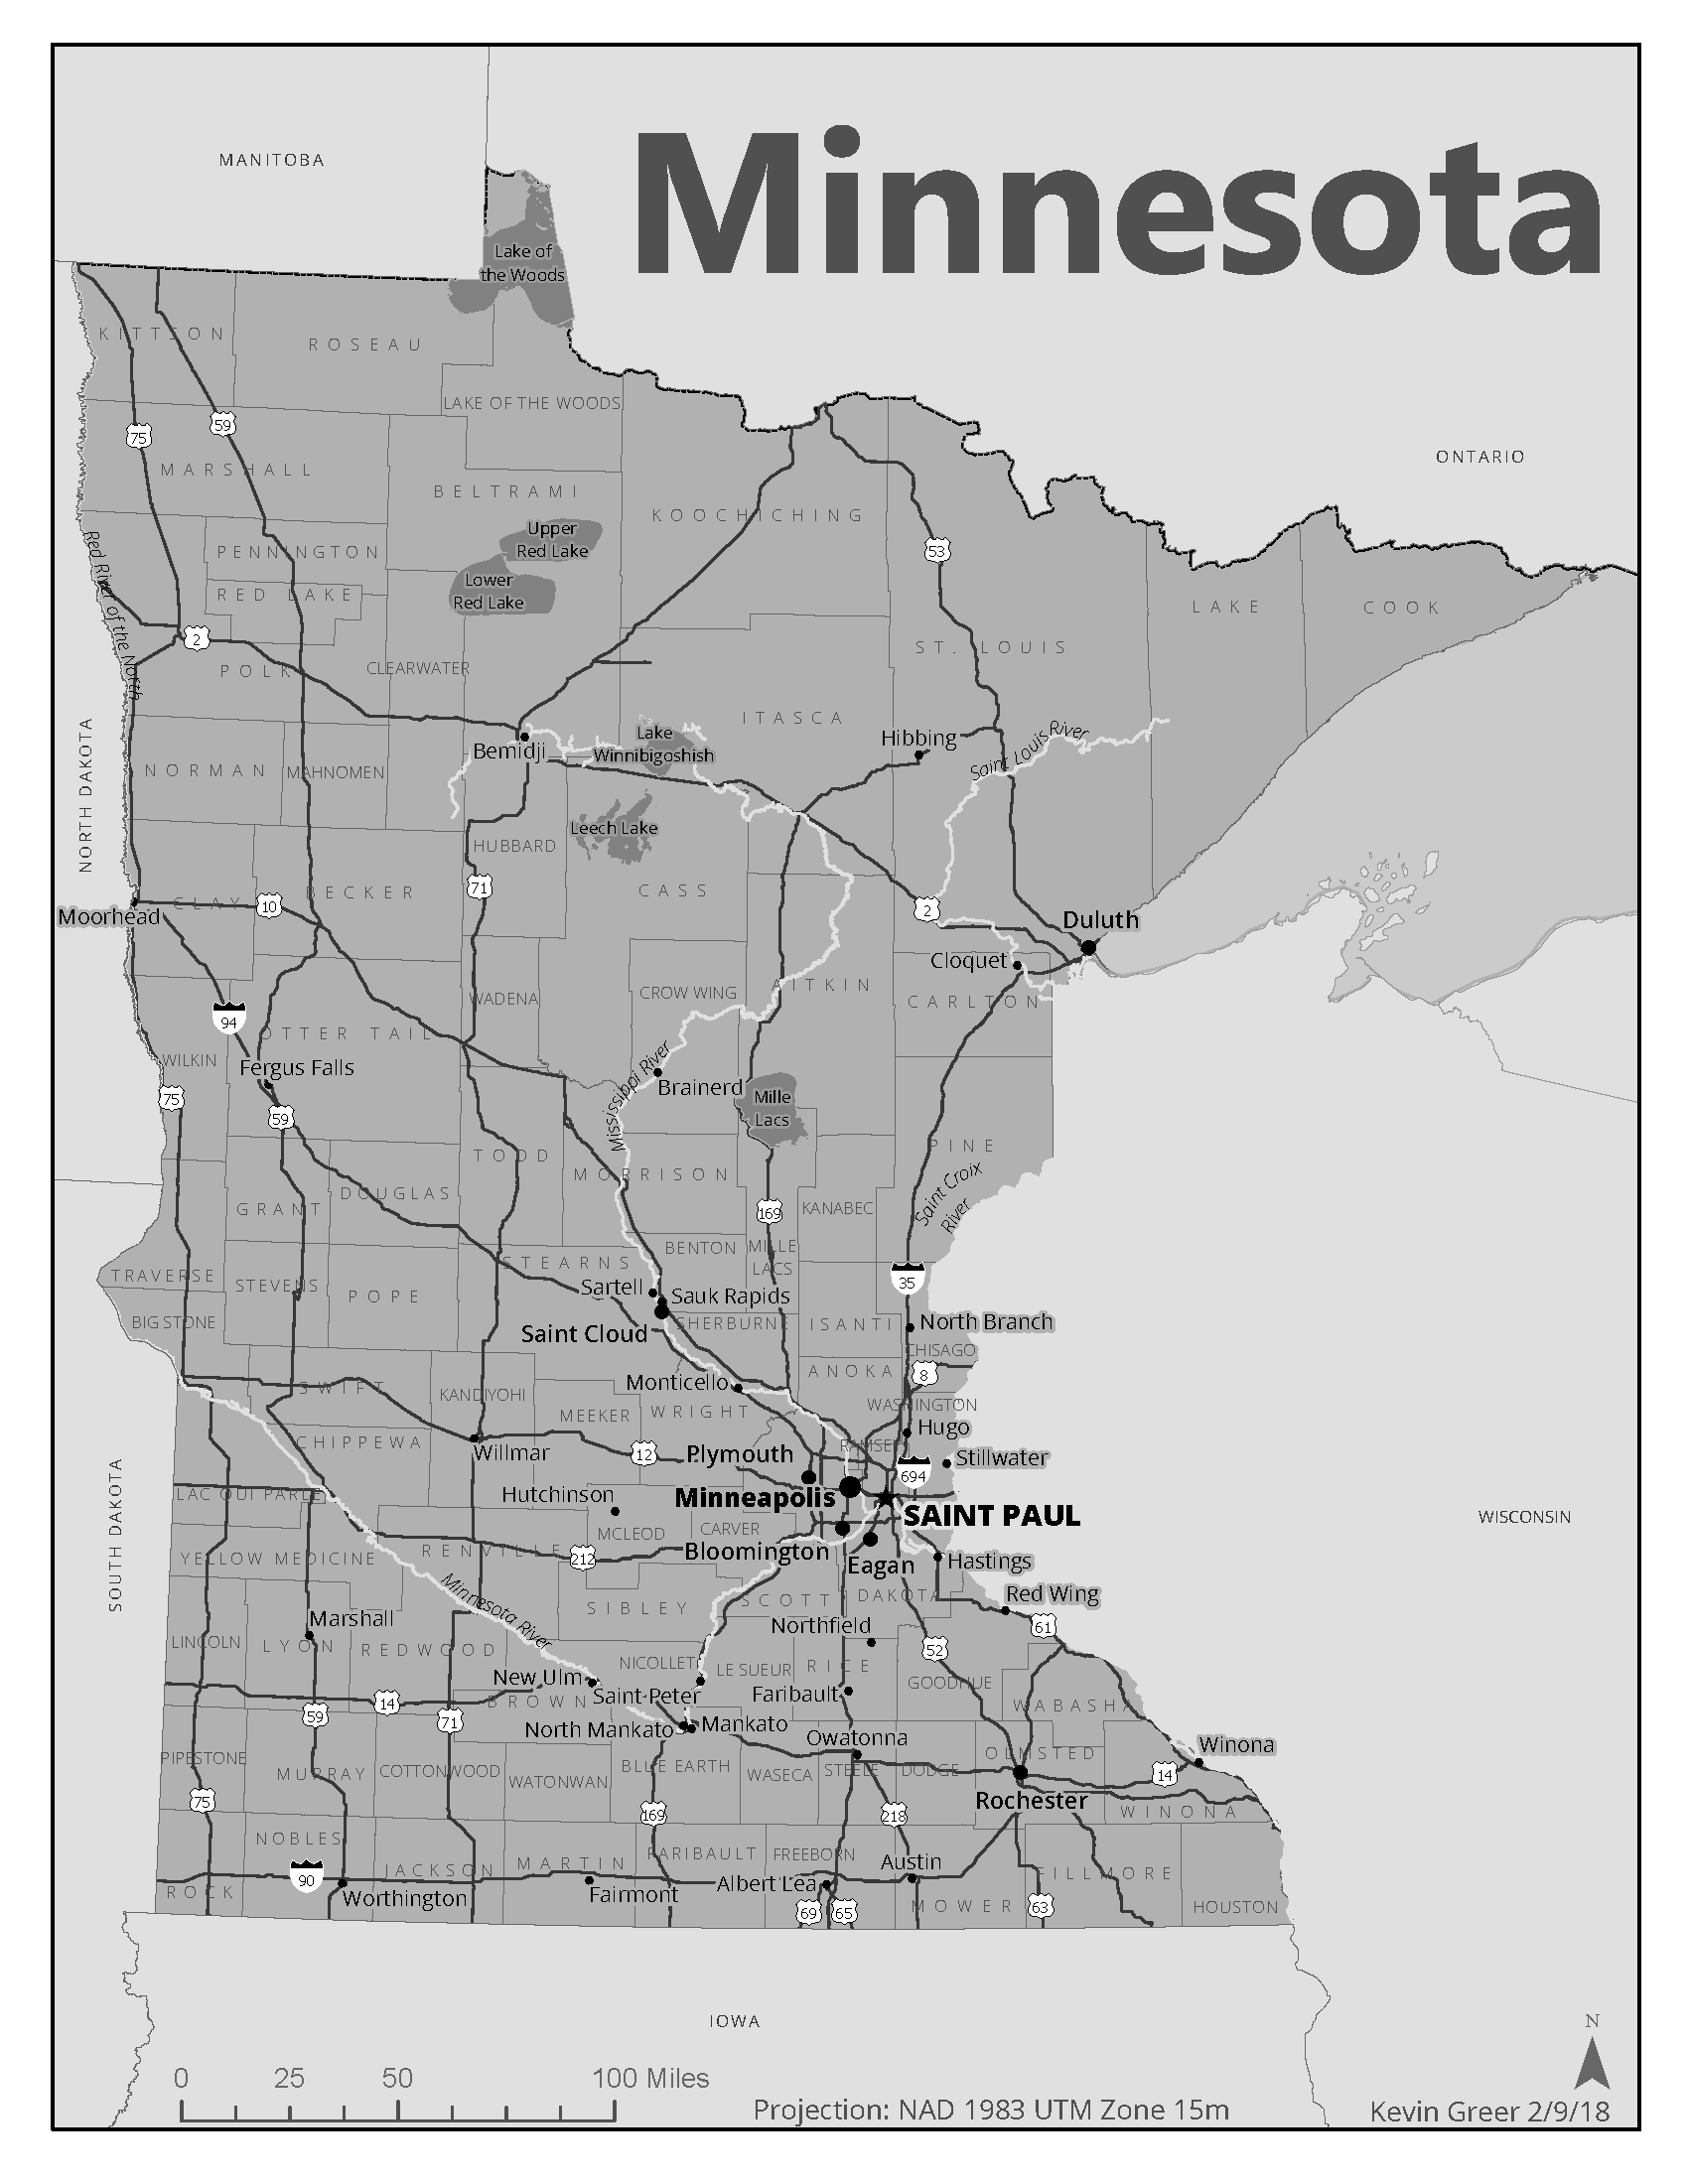 Minnesota
MANITOBA
Lake of
the Woods
KITTSON
ROSEAU
LAKE OF THE WOODS
59
75
ONTARIO
MARSHALL
BELTRAMI
KOOCHICHING
Upper
Red Lake
53
PENNINGTON
Lower
Red Lake
RED LAKE
Red River of the North
LAKE
COOK
2
ST. LOUIS
POLK
CLEARWATER
ITASCA
Hibbing
Saint Louis River
Lake
Winnibigoshish
Bemidji
NORTH DAKOTA
NORMAN
MAHNOMEN
Leech Lake
HUBBARD
71
CASS
BECKER
CLAY
10
Moorhead
2
Duluth
Cloquet
CARLTON
AITKIN
CROW WING
WADENA
94
OTTER TAIL
WILKIN
Fergus Falls
Mississippi River
Brainerd
Mille
Lacs
75
59
PINE
TODD
MORRISON
DOUGLAS
GRANT
169
KANABEC
Saint Croix
River
BENTON
MILLE
LACS
STEARNS
TRAVERSE
STEVENS
POPE
35
Sartell
Sauk Rapids
BIG STONE
Saint Cloud
SHERBURNE
ISANTI
North Branch
CHISAGO
8
ANOKA
SWIFT
KANDIYOHI
Monticello
WASHINGTON
MEEKER
WRIGHT
Hugo
CHIPPEWA
Willmar
12
Plymouth
RAMSEY
Stillwater
694
LAC QUI PARLE
Hutchinson
Minneapolis
SAINT PAUL
WISCONSIN
SOUTH DAKOTA
MCLEOD
CARVER
YELLOW MEDICINE
RENVILLE
212
Bloomington
Eagan
Hastings
Minnesota River
SIBLEY
SCOTT
DAKOTA
Red Wing
61
Marshall
Northfield
LINCOLN
LYON
REDWOOD
52
NICOLLET
LE SUEUR
RICE
GOODHUE
New Ulm
Saint Peter
Faribault
14
BROWN
WABASHA
59
71
North Mankato
Mankato
Owatonna
Winona
PIPESTONE
MURRAY
COTTONWOOD
WATONWAN
BLUE EARTH
WASECA
STEELE
DODGE
OLMSTED
14
75
Rochester
169
218
WINONA
NOBLES
JACKSON
MARTIN
FARIBAULT
FREEBORN
Austin
FILLMORE
90
ROCK
Worthington
Fairmont
Albert Lea
69
65
MOWER
63
HOUSTON
IOWA
N
0 25 50 100 Miles
Projection: NAD 1983 UTM Zone 15m
Kevin Greer 2/9/18